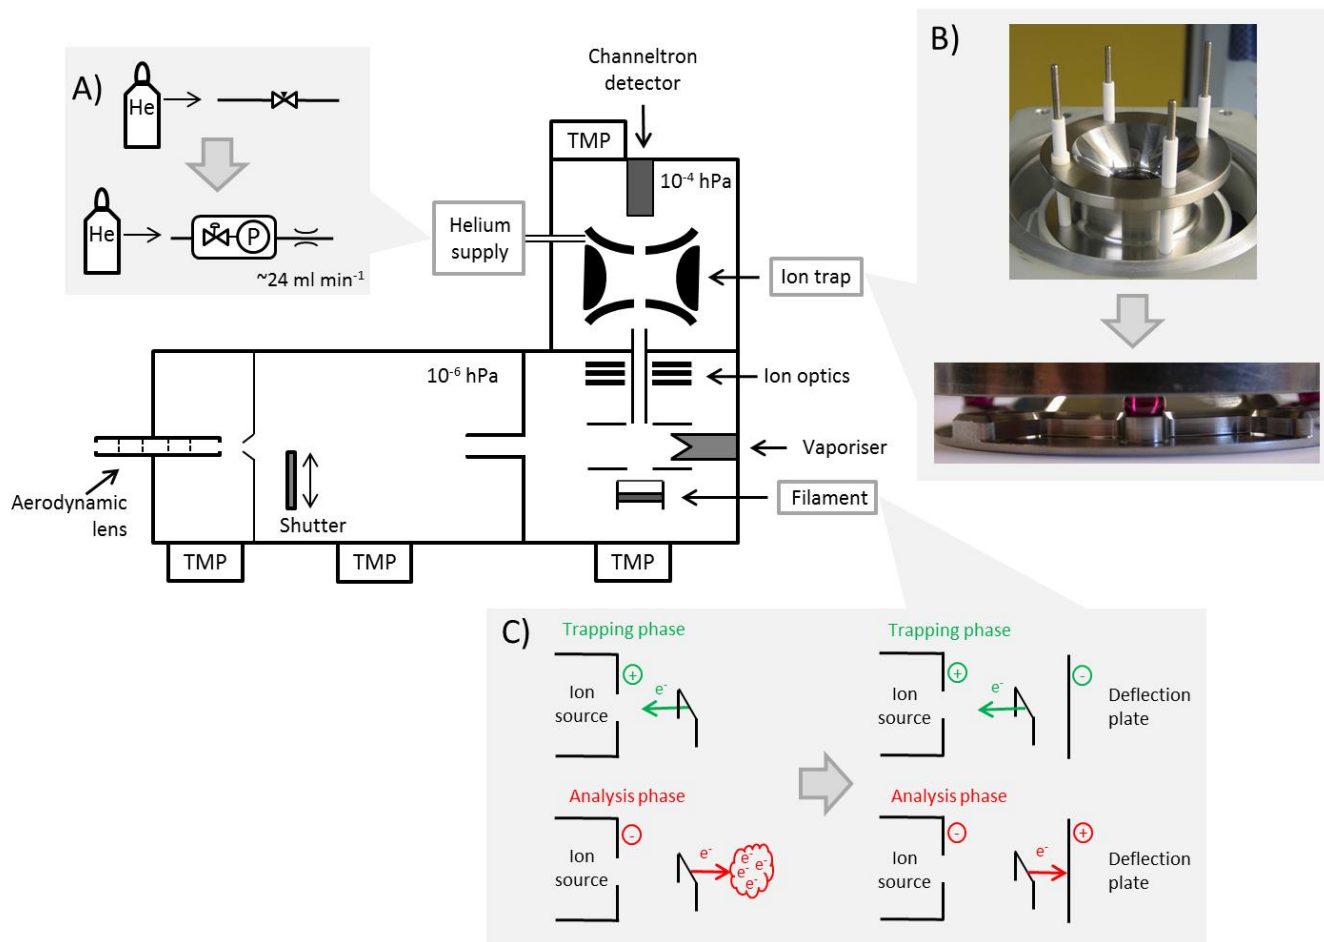 A)
He
He
~24 ml min⁻¹
Channeltron
detector
TMP
10⁻⁴ hPa
Helium
supply
Ion trap
B)
10⁻⁶ hPa
Ion optics
Vaporiser
Aerodynamic
lens
Shutter
Filament
TMP
TMP
TMP
P
C)
Trapping phase
+
Ion
source
e⁻
Trapping phase
+
Ion
source
e⁻
-
Deflection
plate
Analysis phase
-
Ion
source
e⁻
e⁻
e⁻
e⁻
e⁻
Analysis phase
-
Ion
source
e⁻
+
Deflection
plate